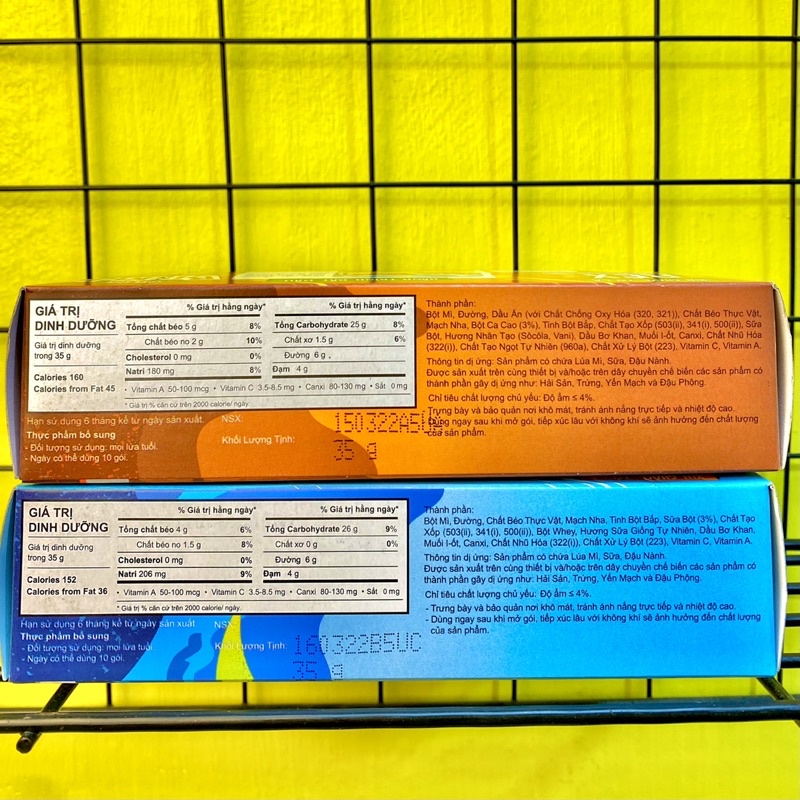 GIÁ TRỊ
DINH DƯỠNG
Giá trị dinh dưỡng
trong 35 g
Calories 160
Calories from Fat 45
% Giá trị hằng ngày*
Tổng chất béo 5 g 8%
Chất béo no 2 g 10%
Cholesterol 0 mg 0%
Natri 180 mg 8%
% Giá trị hằng ngày*
Tổng Carbohydrate 25 g 8%
Chất xơ 1.5 g 6%
Đường 6 g
Đạm 4 g
• Vitamin A 50-100 mcg • Vitamin C 3.5-8.5 mg • Canxi 80-130 mg • Sắt 0 mg
* Giá trị % căn cứ trên 2000 calorie/ ngày
Hạn sử dụng 6 tháng kể từ ngày sản xuất.
Thực phẩm bổ sung
- Đối tượng sử dụng: mọi lứa tuổi.
- Ngày có thể dùng 10 gói.
NSX:
150322A5UC
Khối Lượng Tịnh:
35 g
Thành phần:
Bột Mì, Đường, Dầu Ăn (với Chất Chống Oxy Hóa (320, 321)), Chất Béo Thực Vật,
Mạch Nha, Bột Ca Cao (3%), Tinh Bột Bắp, Chất Tạo Xốp (503(ii), 341(i), 500(ii)), Sữa
Bột, Hương Nhân Tạo (Sôcôla, Vani), Dầu Bơ Khan, Muối I-ốt, Canxi, Chất Nhũ Hóa
(322(i)), Chất Tạo Ngọt Tự Nhiên (960a), Chất Xử Lý Bột (223), Vitamin C, Vitamin A.
Thông tin dị ứng: Sản phẩm có chứa Lúa Mì, Sữa, Đậu Nành.
Được sản xuất trên cùng thiết bị và/hoặc trên dây chuyền chế biến các sản phẩm có
thành phần gây dị ứng như: Hải Sản, Trứng, Yến Mạch và Đậu Phộng.
Chỉ tiêu chất lượng chủ yếu: Độ ẩm ≤ 4%.
- Trưng bày và bảo quản nơi khô mát, tránh ánh nắng trực tiếp và nhiệt độ cao.
- Dùng ngay sau khi mở gói, tiếp xúc lâu với không khí sẽ ảnh hưởng đến chất lượng
của sản phẩm.
GIÁ TRỊ
DINH DƯỠNG
Giá trị dinh dưỡng
trong 35 g
Calories 152
Calories from Fat 36
% Giá trị hằng ngày*
Tổng chất béo 4 g 6%
Chất béo no 1.5 g 8%
Cholesterol 0 mg 0%
Natri 206 mg 9%
% Giá trị hằng ngày*
Tổng Carbohydrate 26 g 9%
Chất xơ 0 g 0%
Đường 6 g
Đạm 4 g
• Vitamin A 50-100 mcg • Vitamin C 3.5-8.5 mg • Canxi 80-130 mg • Sắt 0 mg
* Giá trị % căn cứ trên 2000 calorie/ ngày.
Hạn sử dụng 6 tháng kể từ ngày sản xuất
Thực phẩm bổ sung
- Đối tượng sử dụng: mọi lứa tuổi.
- Ngày có thể dùng 10 gói.
NSX:
Khối Lượng Tịnh:
160322B5UC
35 g
Thành phần:
Bột Mì, Đường, Chất Béo Thực Vật, Mạch Nha, Tinh Bột Bắp, Sữa Bột (3%), Chất Tạo
Xốp (503(ii), 341(i), 500(ii)), Bột Whey, Hương Sữa Giống Tự Nhiên, Dầu Bơ Khan,
Muối I-ốt, Canxi, Chất Nhũ Hóa (322(i)), Chất Xử Lý Bột (223), Vitamin C, Vitamin A.
Thông tin dị ứng: Sản phẩm có chứa Lúa Mì, Sữa, Đậu Nành.
Được sản xuất trên cùng thiết bị và/hoặc trên dây chuyền chế biến các sản phẩm có
thành phần gây dị ứng như: Hải Sản, Trứng, Yến Mạch và Đậu Phộng.
Chỉ tiêu chất lượng chủ yếu: Độ ẩm ≤ 4%.
- Trưng bày và bảo quản nơi khô mát, tránh ánh nắng trực tiếp và nhiệt độ cao.
- Dùng ngay sau khi mở gói, tiếp xúc lâu với không khí sẽ ảnh hưởng đến chất lượng
của sản phẩm.